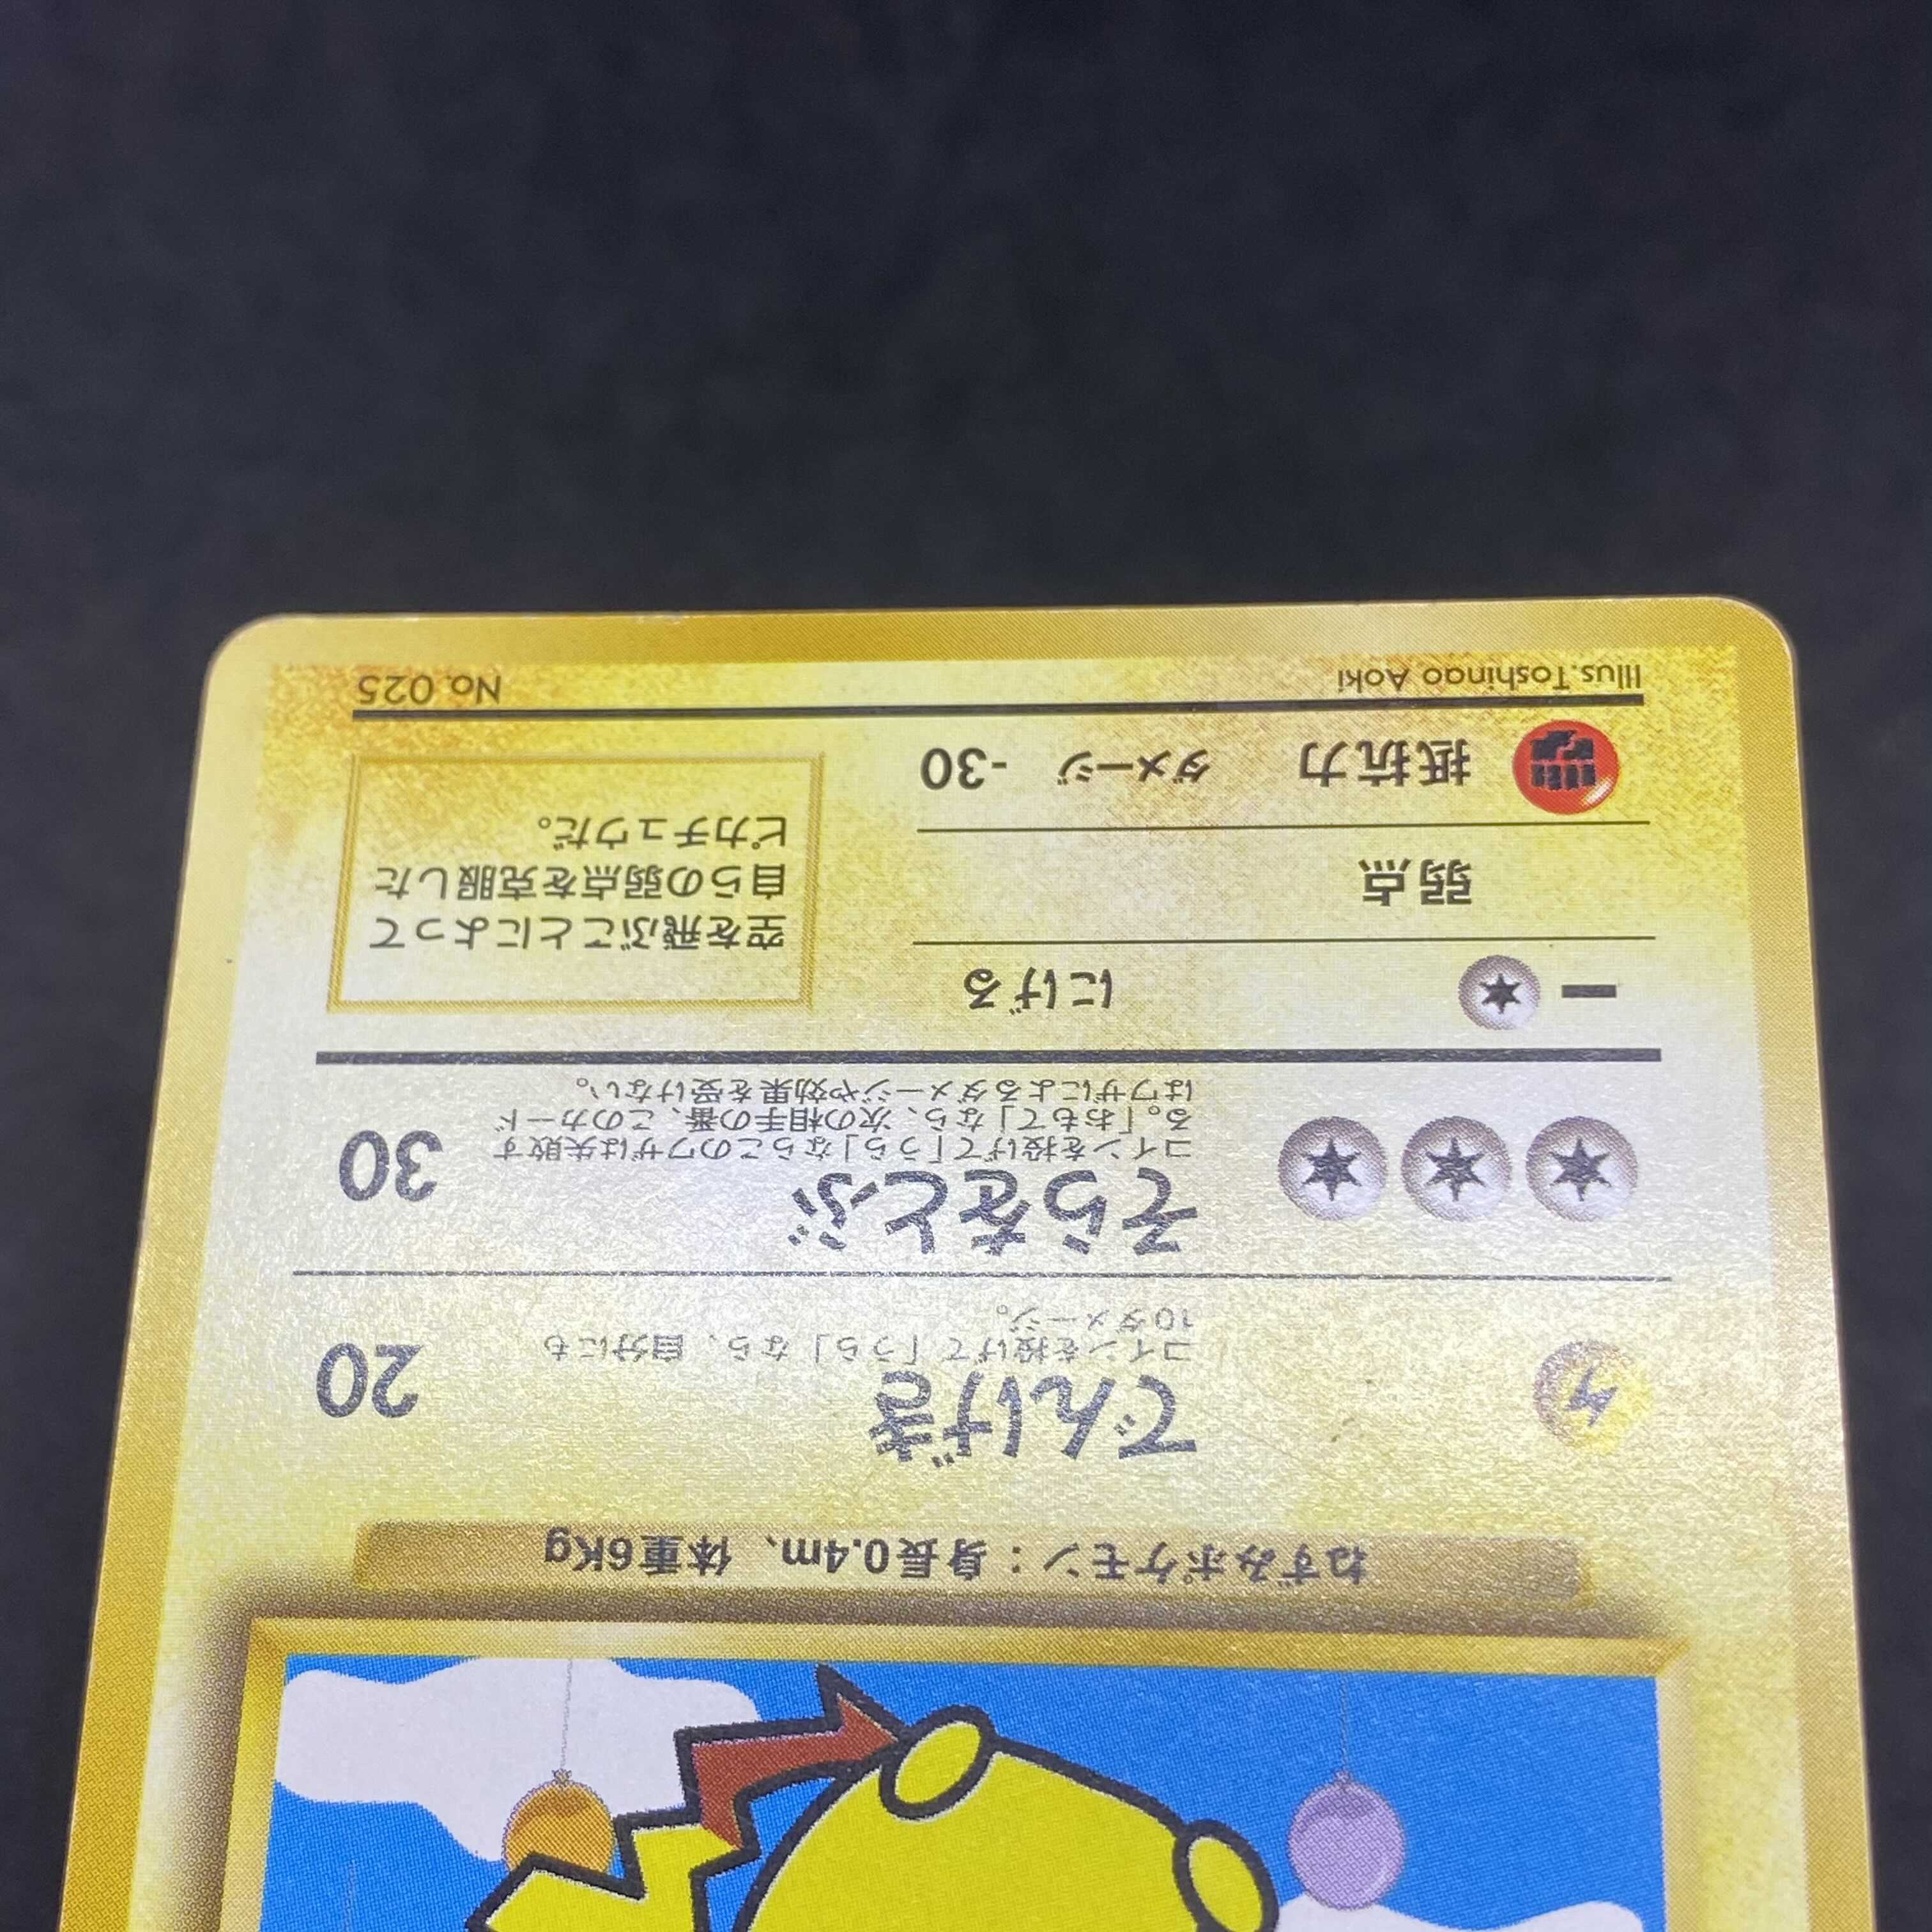 ねずみポケモン：身長0.4m、体重6Kg
でんげき 20
コインを投げて「うら」なら、自分にも
10ダメージ。
そらをとぶ 30
コインを投げて「うら」ならこのワザは失敗す
る。「おもて」なら、次の相手の番、このカード
はワザによるダメージや効果を受けない。
にげる
弱点
抵抗力 ダメージ -30
空を飛ぶことによって
自らの弱点を克服した
ピカチュウだ。
Illus.Toshinao Aoki
No. 025